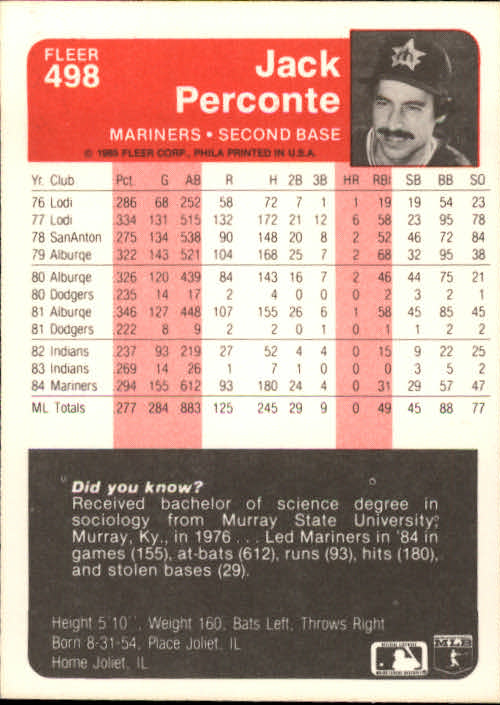 FLEER
498
Jack
Perconte
MARINERS • SECOND BASE
© 1985 FLEER CORP., PHILA PRINTED IN U.S.A.
Yr. Club Pct. G AB R H 2B 3B HR RBI SB BB SO
76 Lodi .286 68 252 58 72 7 1 1 19 19 54 23
77 Lodi .334 131 515 132 172 21 12 6 58 23 95 78
78 SanAnton .275 134 538 90 148 20 8 2 52 46 72 84
79 Alburqe .322 143 521 104 168 25 7 2 68 32 95 38
80 Alburqe .326 120 439 84 143 16 7 2 46 44 75 21
80 Dodgers .235 14 17 2 4 0 0 0 2 3 2 1
81 Alburqe .346 127 448 107 155 26 6 1 58 45 85 45
81 Dodgers .222 8 9 2 2 0 1 0 1 1 2 2
82 Indians .237 93 219 27 52 4 4 0 15 9 22 25
83 Indians .269 14 26 1 7 1 0 0 0 3 5 2
84 Mariners .294 155 612 93 180 24 4 0 31 29 57 47
ML Totals .277 284 883 125 245 29 9 0 49 45 88 77
Did you know?
Received bachelor of science degree in
sociology from Murray State University,
Murray, Ky., in 1976 . . . Led Mariners in '84 in
games (155), at-bats (612), runs (93), hits (180),
and stolen bases (29).
Height 5'10", Weight 160, Bats Left, Throws Right
Born 8-31-54, Place Joliet, IL
Home Joliet, IL
MLB